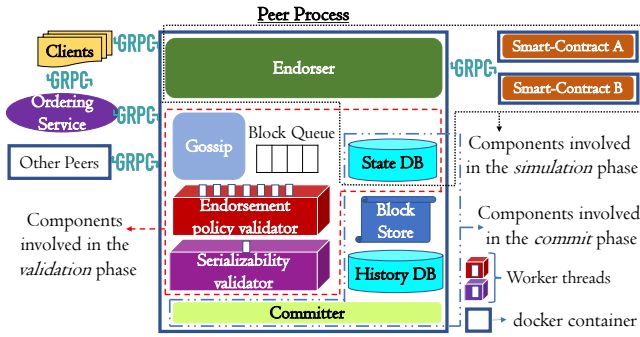 Peer Process
Clients
GRPC
Endorser
GRPC
Smart-Contract A
Smart-Contract B
GRPC
Ordering
Service
GRPC
Other Peers
GRPC
Gossip
Block Queue
State DB
Components involved
in the simulation phase
Endorsement
policy validator
Block
Store
Components
involved in the
validation phase
Components involved
in the commit phase
Serializability
validator
History DB
Worker threads
Committer
docker container